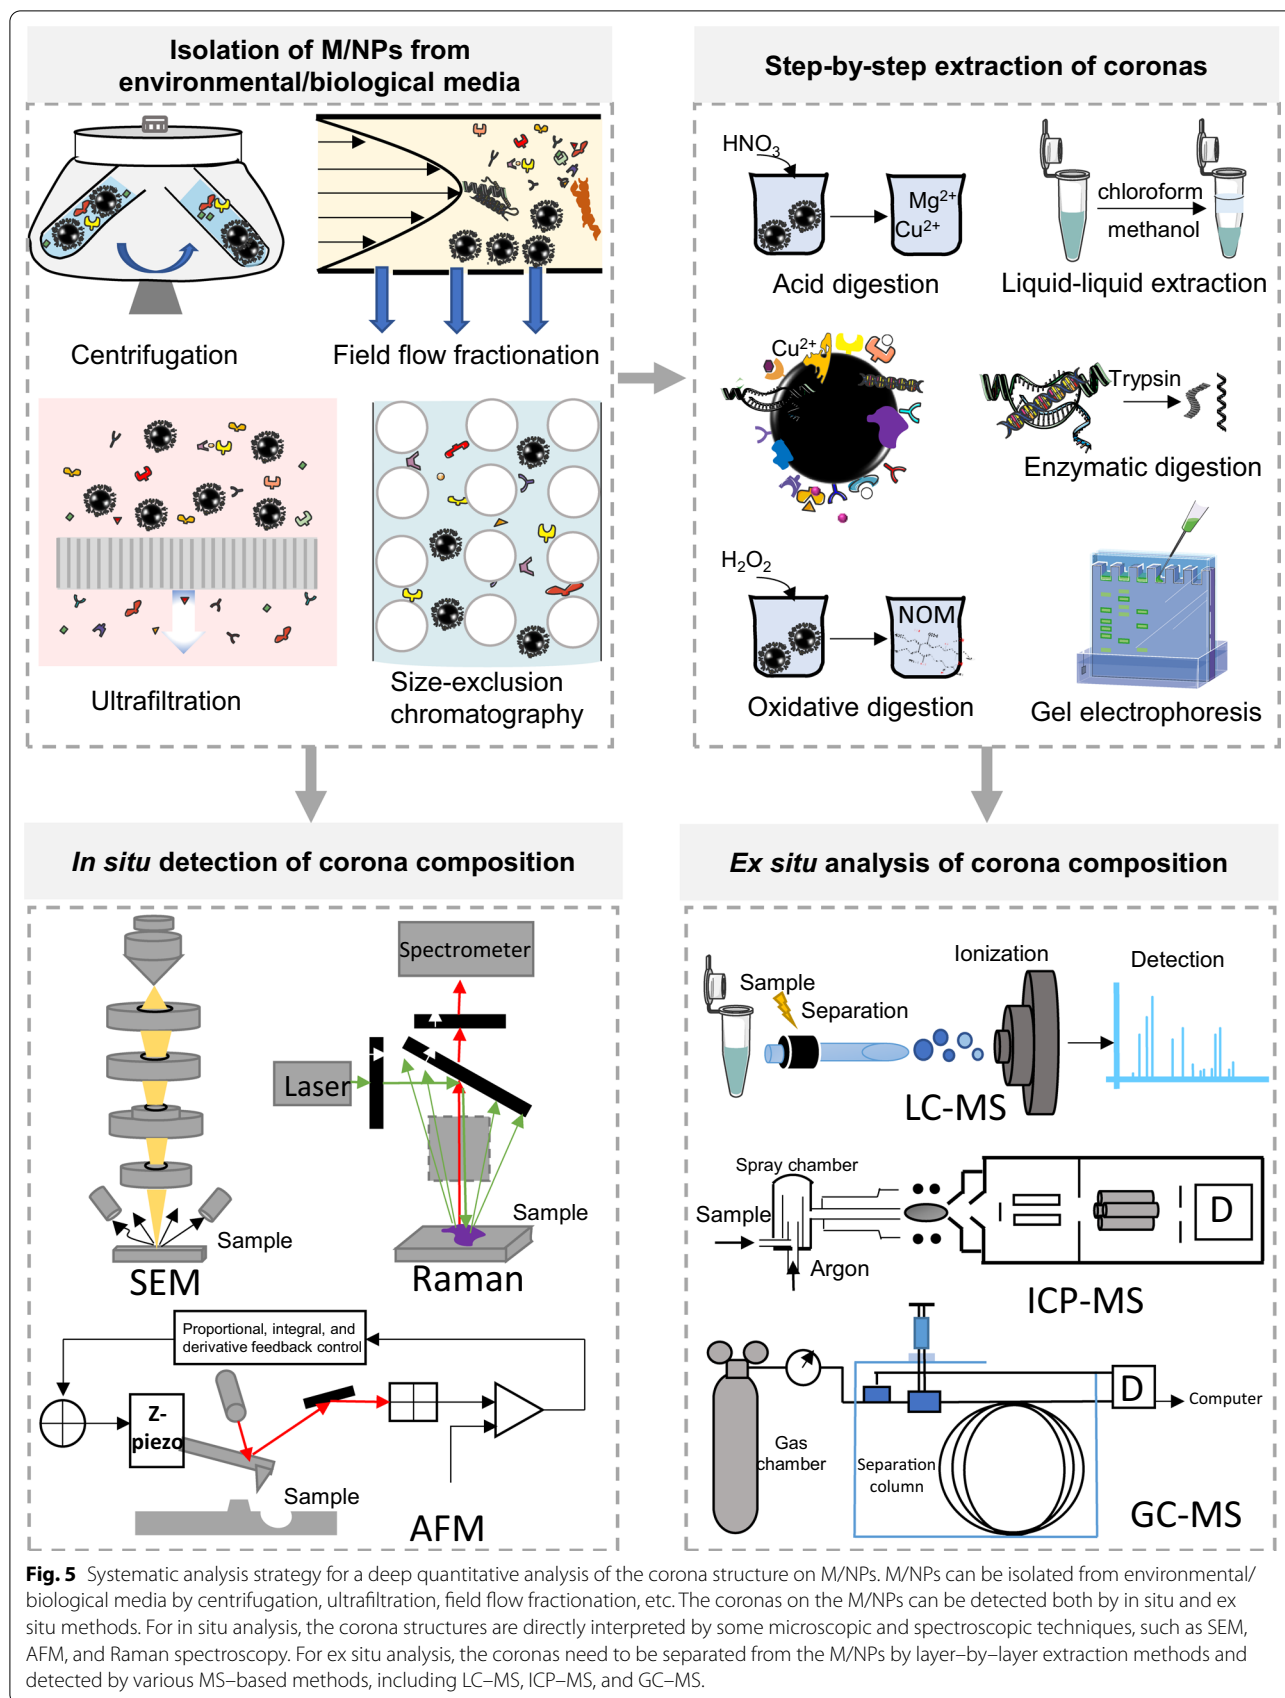 Isolation of M/NPs from
environmental/biological media
Centrifugation
Field flow fractionation
Ultrafiltration
Size-exclusion
chromatography
Step-by-step extraction of coronas
HNO₃
Mg²⁺
Cu²⁺
Acid digestion
chloroform
methanol
Liquid-liquid extraction
Cu²⁺
Trypsin
Enzymatic digestion
H₂O₂
NOM
Oxidative digestion
Gel electrophoresis
In situ detection of corona composition
Spectrometer
Laser
Sample
SEM
Sample
Raman
Proportional, integral, and
derivative feedback control
Z-
piezo
Sample
AFM
Ex situ analysis of corona composition
Sample
Separation
Ionization
Detection
LC-MS
Spray chamber
Sample
Argon
D
ICP-MS
Gas
chamber
Separation
column
D
Computer
GC-MS
Fig. 5 Systematic analysis strategy for a deep quantitative analysis of the corona structure on M/NPs. M/NPs can be isolated from environmental/
biological media by centrifugation, ultrafiltration, field flow fractionation, etc. The coronas on the M/NPs can be detected both by in situ and ex
situ methods. For in situ analysis, the corona structures are directly interpreted by some microscopic and spectroscopic techniques, such as SEM,
AFM, and Raman spectroscopy. For ex situ analysis, the coronas need to be separated from the M/NPs by layer–by–layer extraction methods and
detected by various MS–based methods, including LC–MS, ICP–MS, and GC–MS.